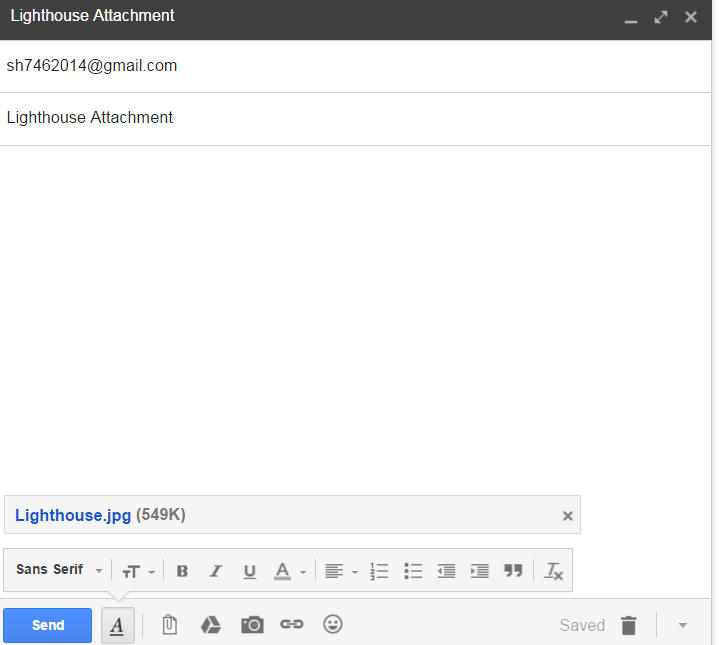 Lighthouse Attachment
sh7462014@gmail.com
Lighthouse Attachment
Lighthouse.jpg (549K)
Sans Serif
Send
Saved